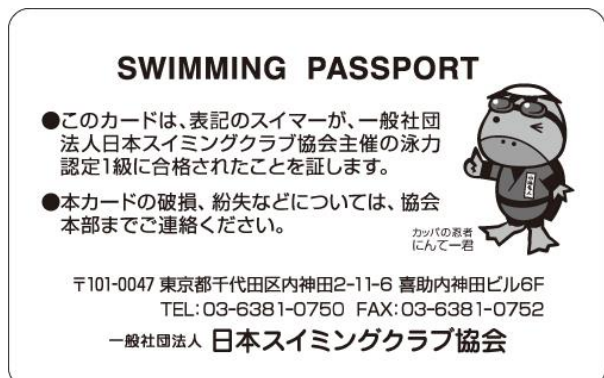 SWIMMING PASSPORT
●このカードは、表記のスイマーが、一般社団
法人日本スイミングクラブ協会主催の泳力
認定1級に合格されたことを証します。
●本カードの破損、紛失などについては、協会
本部までご連絡ください。
カッパの忍者
にんてー君
〒101-0047 東京都千代田区内神田2-11-6 喜助内神田ビル6F
TEL:03-6381-0750 FAX:03-6381-0752
一般社団法人 日本スイミングクラブ協会